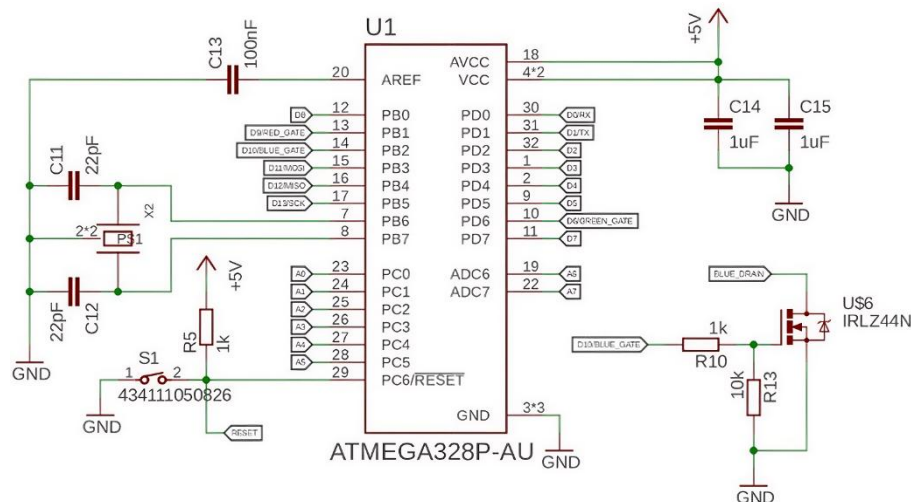 U1
C13
100nF
20 AREF
AVCC 18
VCC 4*2
+5V
C14
1uF
C15
1uF
GND
D8 12 PB0
D9/RED_GATE 13 PB1
D10/BLUE_GATE 14 PB2
D11/MOSI 15 PB3
D12/MISO 16 PB4
D13/SCK 17 PB5
7 PB6
8 PB7
PD0 30 D0/RX
PD1 31 D1/TX
PD2 32 D2
PD3 1 D3
PD4 2 D4
PD5 9 D5
PD6 10 D6/GREEN_GATE
PD7 11 D7
C11
22pF
X2
2*2
PS1
22pF
C12
GND
A0 23 PC0
A1 24 PC1
A2 25 PC2
A3 26 PC3
A4 27 PC4
A5 28 PC5
29 PC6/RESET
ADC6 19 A6
ADC7 22 A7
+5V
R5
1k
S1
1 2
434111050826
GND
RESET
GND 3*3
GND
ATMEGA328P-AU
BLUE_DRAIN
U$6
IRLZ44N
D10/BLUE_GATE
1k
R10
10k
R13
GND